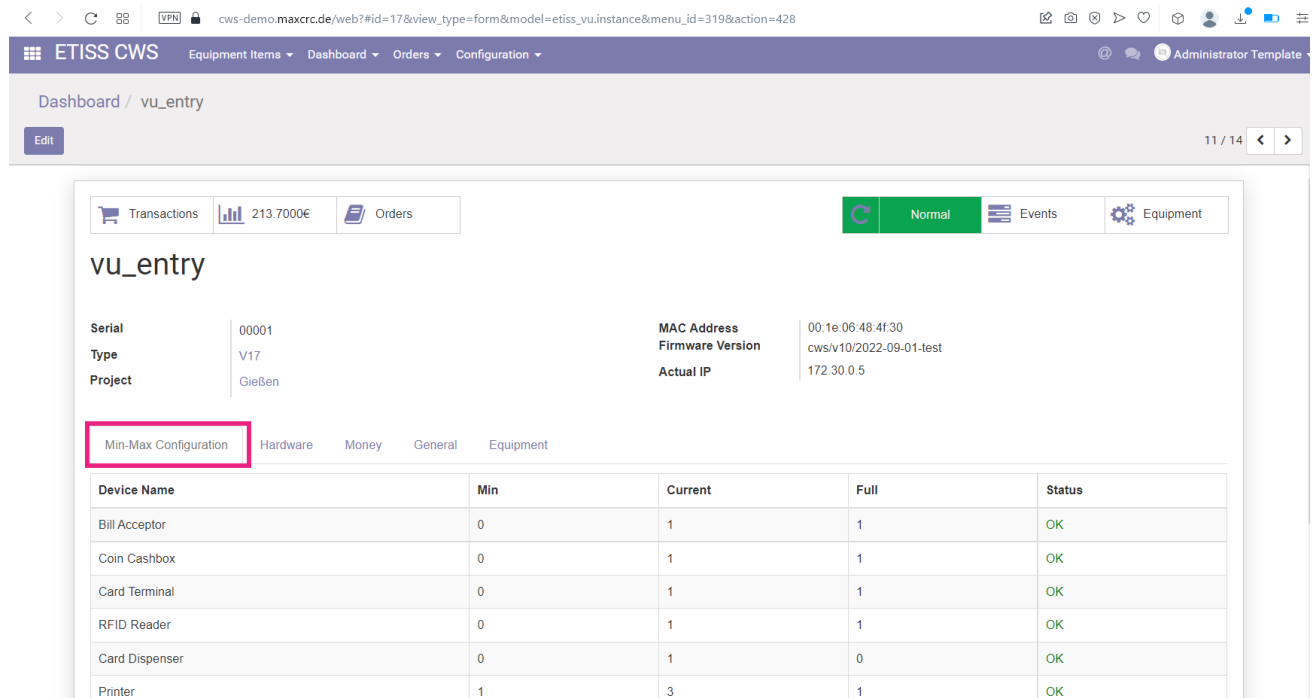 VPN cws-demo.maxcrc.de/web?#id=17&view_type=form&model=etiss_vu.instance&menu_id=319&action=428
ETISS CWS Equipment Items Dashboard Orders Configuration @ Administrator Template
Dashboard / vu_entry
Edit 11 / 14
Transactions 213.7000€ Orders Normal Events Equipment
vu_entry
Serial 00001 MAC Address 00:1e:06:48:4f:30
Type V17 Firmware Version cws/v10/2022-09-01-test
Project Gießen Actual IP 172.30.0.5
Min-Max Configuration Hardware Money General Equipment
Device Name Min Current Full Status
Bill Acceptor 0 1 1 OK
Coin Cashbox 0 1 1 OK
Card Terminal 0 1 1 OK
RFID Reader 0 1 1 OK
Card Dispenser 0 1 0 OK
Printer 1 3 1 OK